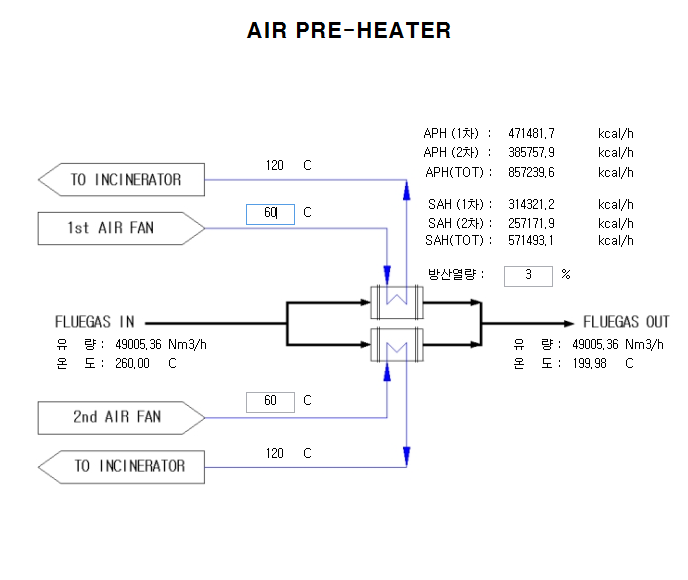 AIR PRE-HEATER
APH (1차) : 471481,7 kcal/h
APH (2차) : 385757,9 kcal/h
APH(TOT) : 857239,6 kcal/h
SAH (1차) : 314321,2 kcal/h
SAH (2차) : 257171,9 kcal/h
SAH(TOT) : 571493,1 kcal/h
방산열량 : 3 %
120 C
TO INCINERATOR
60 C
1st AIR FAN
FLUEGAS IN
유 량 : 49005,36 Nm3/h
온 도 : 260,00 C
FLUEGAS OUT
유 량 : 49005,36 Nm3/h
온 도 : 199,98 C
60 C
2nd AIR FAN
120 C
TO INCINERATOR